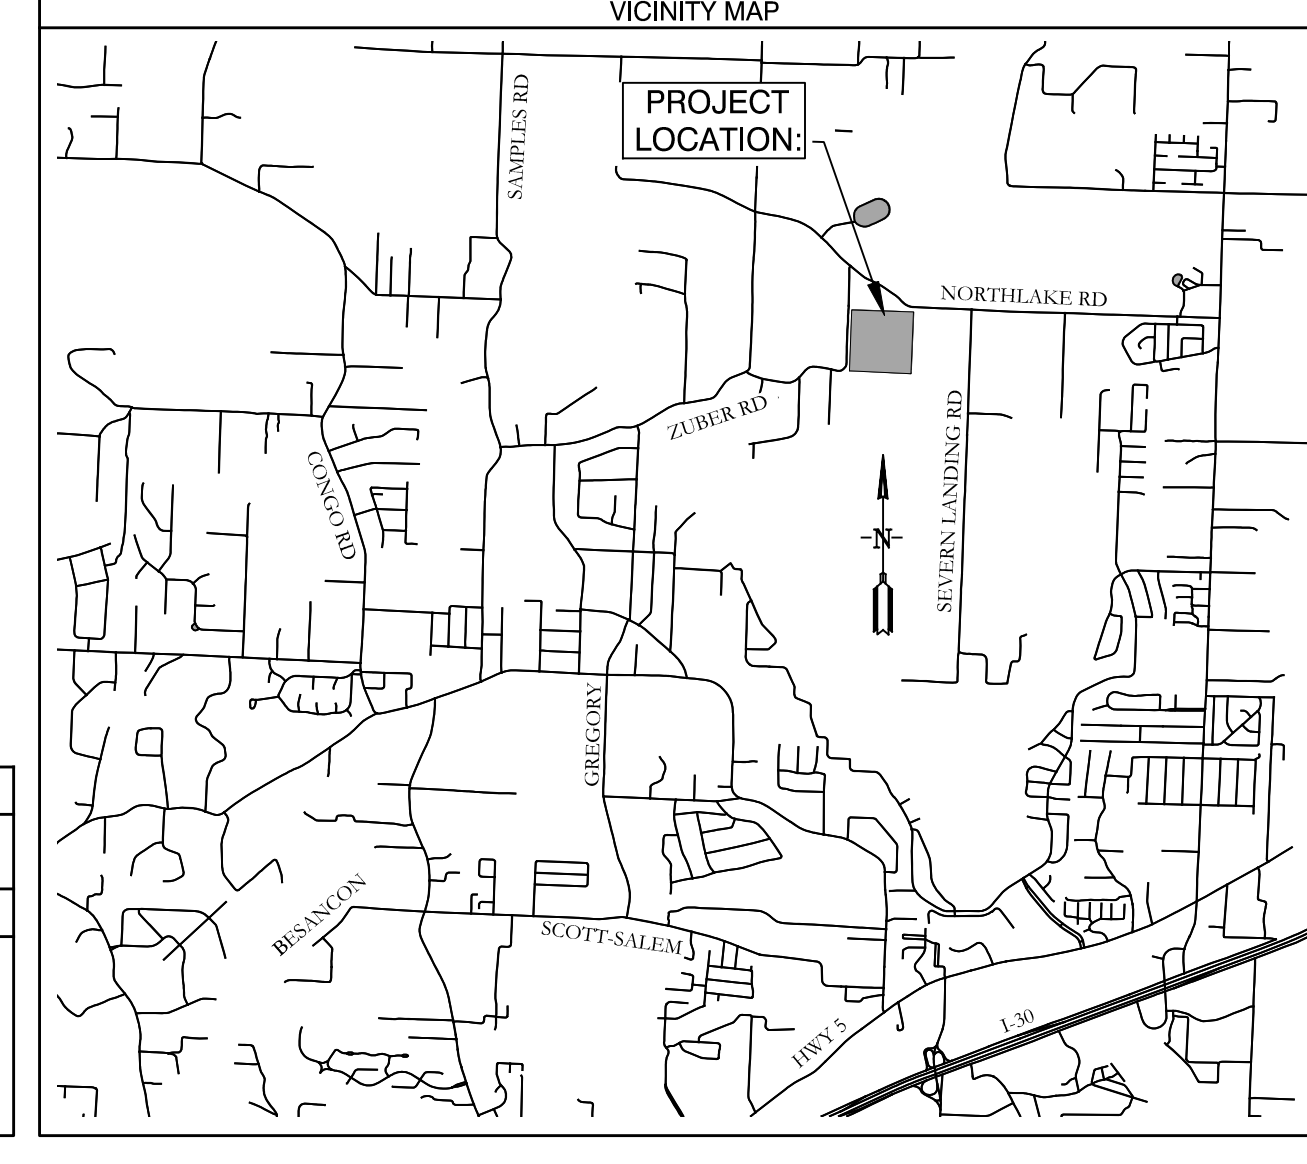 VICINITY MAP
PROJECT
LOCATION:
SAMPLES RD
NORTHLAKE RD
ZUBER RD
CONGO RD
SEVERN LANDING RD
N
GREGORY
BESANCON
SCOTT-SALEM
HWY 5
I-30